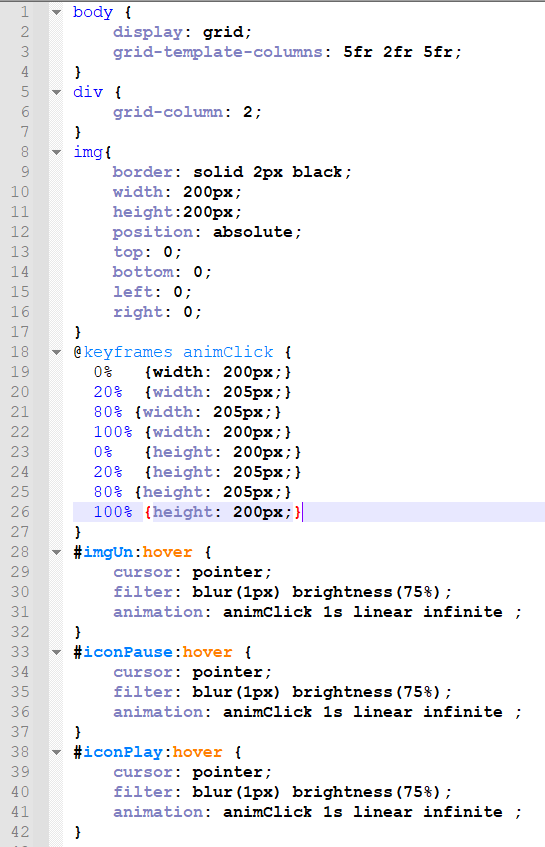 1 body {
2     display: grid;
3     grid-template-columns: 5fr 2fr 5fr;
4 }
5 div {
6     grid-column: 2;
7 }
8 img{
9     border: solid 2px black;
10     width: 200px;
11     height:200px;
12     position: absolute;
13     top: 0;
14     bottom: 0;
15     left: 0;
16     right: 0;
17 }
18 @keyframes animClick {
19   0%   {width: 200px;}
20   20%  {width: 205px;}
21   80% {width: 205px;}
22   100% {width: 200px;}
23   0%   {height: 200px;}
24   20%  {height: 205px;}
25   80% {height: 205px;}
26   100% {height: 200px;}
27 }
28 #imgUn:hover {
29     cursor: pointer;
30     filter: blur(1px) brightness(75%);
31     animation: animClick 1s linear infinite ;
32 }
33 #iconPause:hover {
34     cursor: pointer;
35     filter: blur(1px) brightness(75%);
36     animation: animClick 1s linear infinite ;
37 }
38 #iconPlay:hover {
39     cursor: pointer;
40     filter: blur(1px) brightness(75%);
41     animation: animClick 1s linear infinite ;
42 }